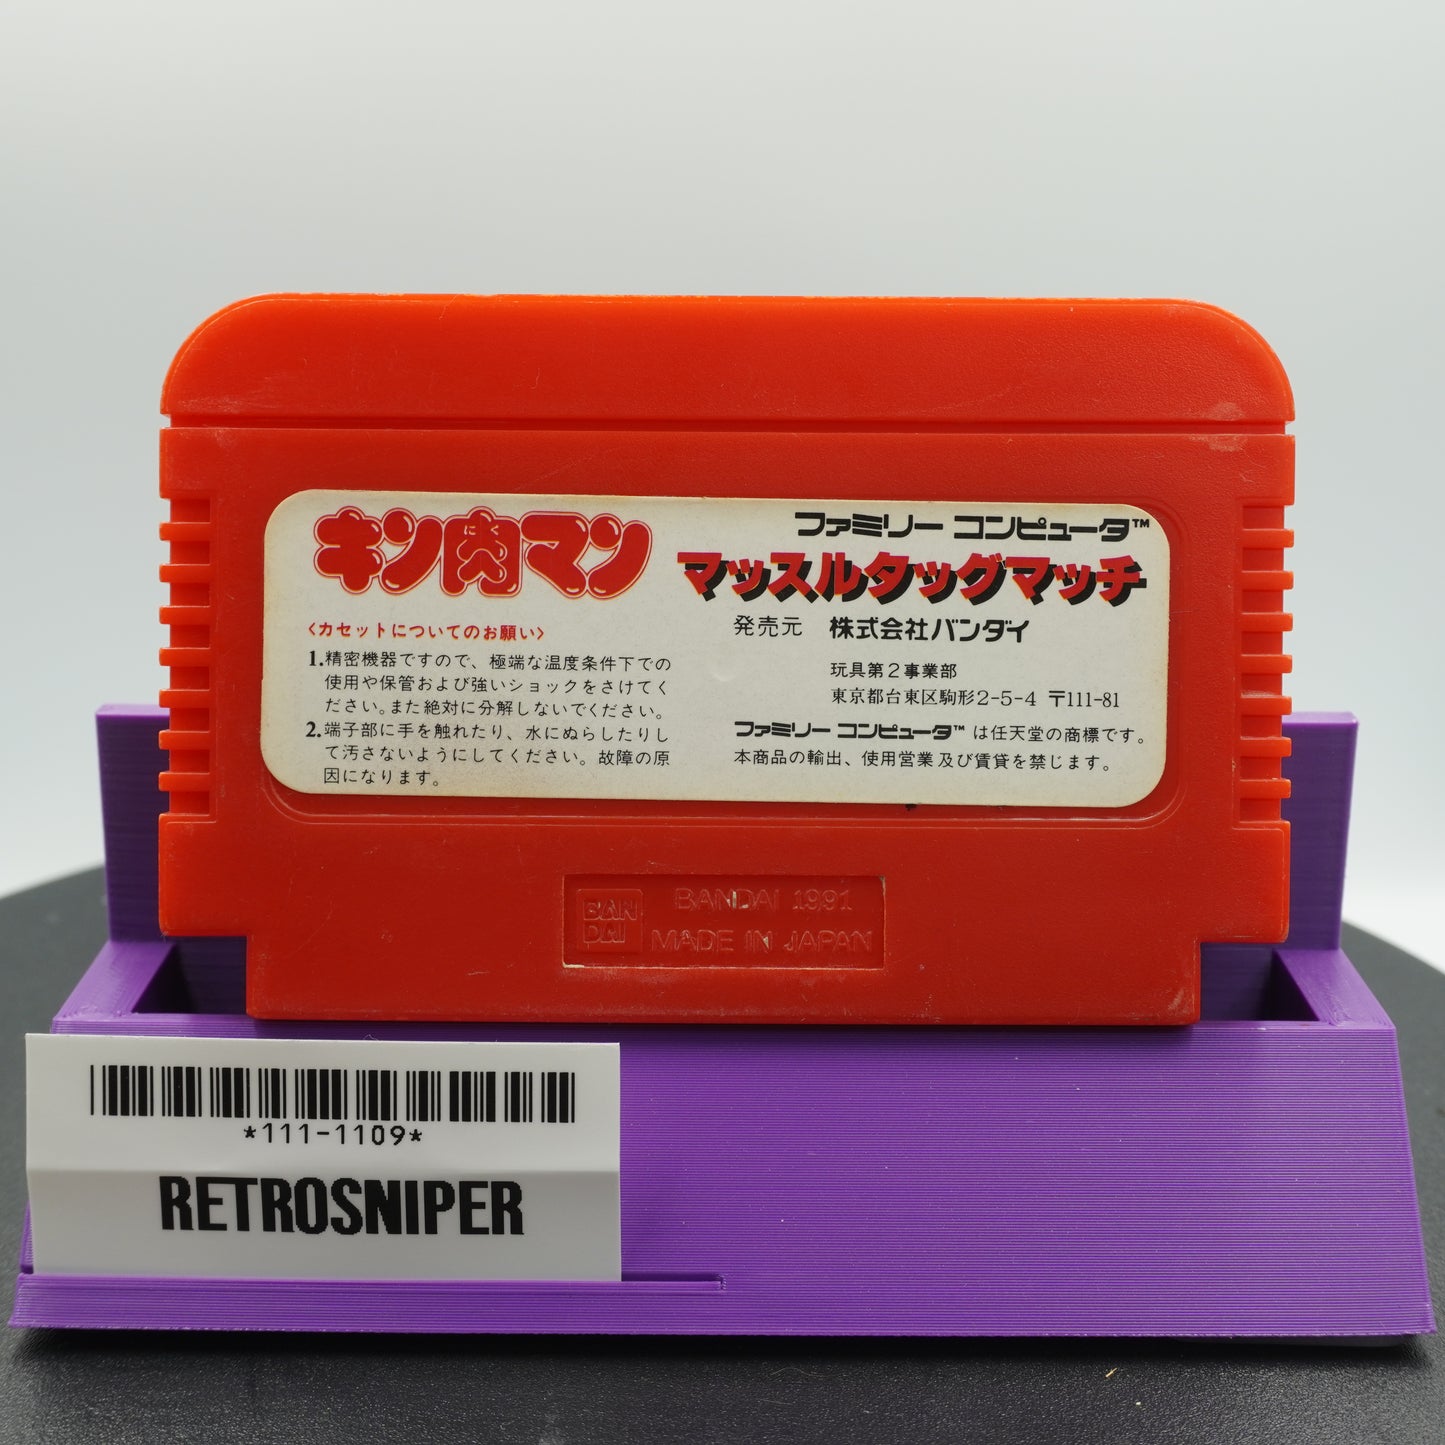 キン肉マン
にく
ファミリー コンピュータ™
マッスルタッグマッチ
発売元 株式会社バンダイ
玩具第2事業部
東京都台東区駒形2-5-4 〒111-81
ファミリー コンピュータ™ は任天堂の商標です。
本商品の輸出、使用営業及び賃貸を禁じます。
〈カセットについてのお願い〉
1.精密機器ですので、極端な温度条件下での
使用や保管および強いショックをさけてく
ださい。また絶対に分解しないでください。
2.端子部に手を触れたり、水にぬらしたりし
て汚さないようにしてください。故障の原
因になります。
BAN
DAI
BANDAI 1991
MADE IN JAPAN
*111-1109*
RETROSNIPER